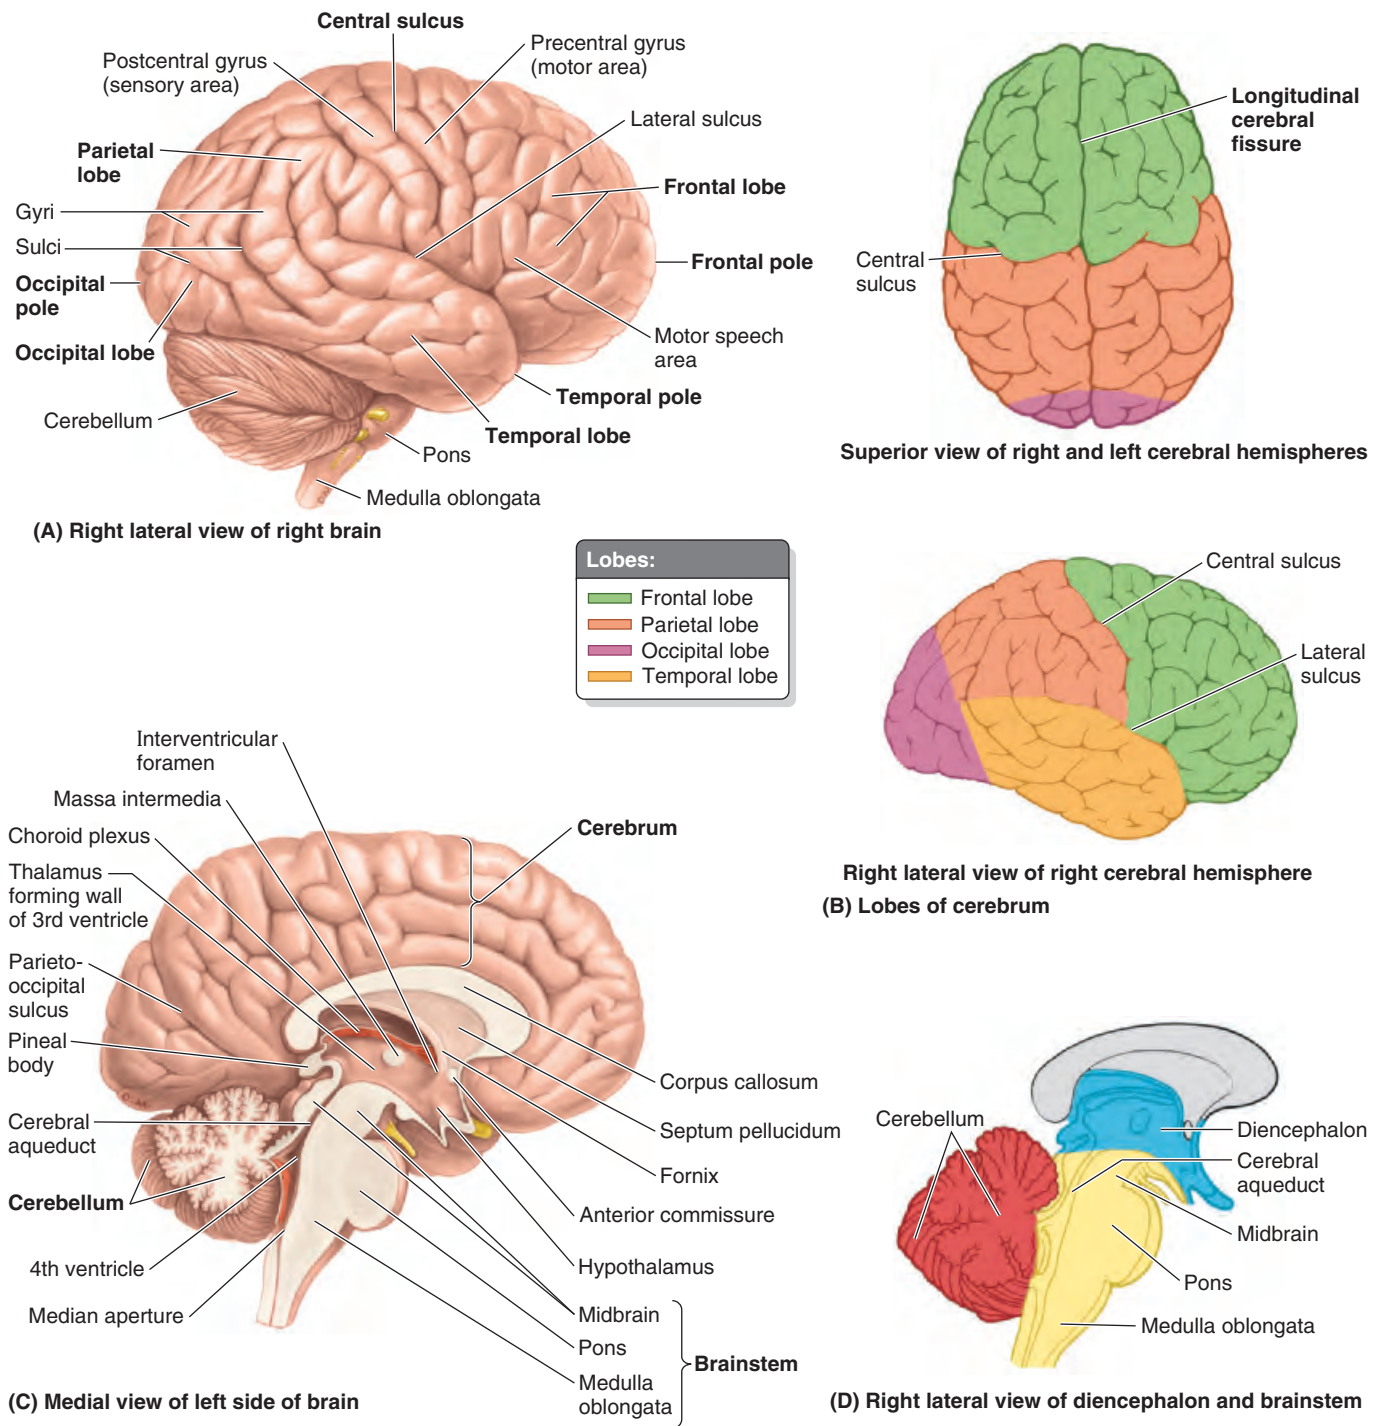 Central sulcus
Postcentral gyrus
(sensory area)
Precentral gyrus
(motor area)
Lateral sulcus
Parietal
lobe
Frontal lobe
Gyri
Sulci
Frontal pole
Occipital
pole
Occipital lobe
Motor speech
area
Temporal pole
Cerebellum
Temporal lobe
Pons
Medulla oblongata
(A) Right lateral view of right brain
Longitudinal
cerebral
fissure
Central
sulcus
Superior view of right and left cerebral hemispheres
Lobes:
Frontal lobe
Parietal lobe
Occipital lobe
Temporal lobe
Central sulcus
Lateral
sulcus
Right lateral view of right cerebral hemisphere
(B) Lobes of cerebrum
Interventricular
foramen
Massa intermedia
Choroid plexus
Thalamus
forming wall
of 3rd ventricle
Parieto-
occipital
sulcus
Pineal
body
Cerebral
aqueduct
Cerebellum
4th ventricle
Median aperture
Cerebrum
Corpus callosum
Septum pellucidum
Fornix
Anterior commissure
Hypothalamus
Midbrain
Pons
Medulla
oblongata
Brainstem
(C) Medial view of left side of brain
Cerebellum
Diencephalon
Cerebral
aqueduct
Midbrain
Pons
Medulla oblongata
(D) Right lateral view of diencephalon and brainstem